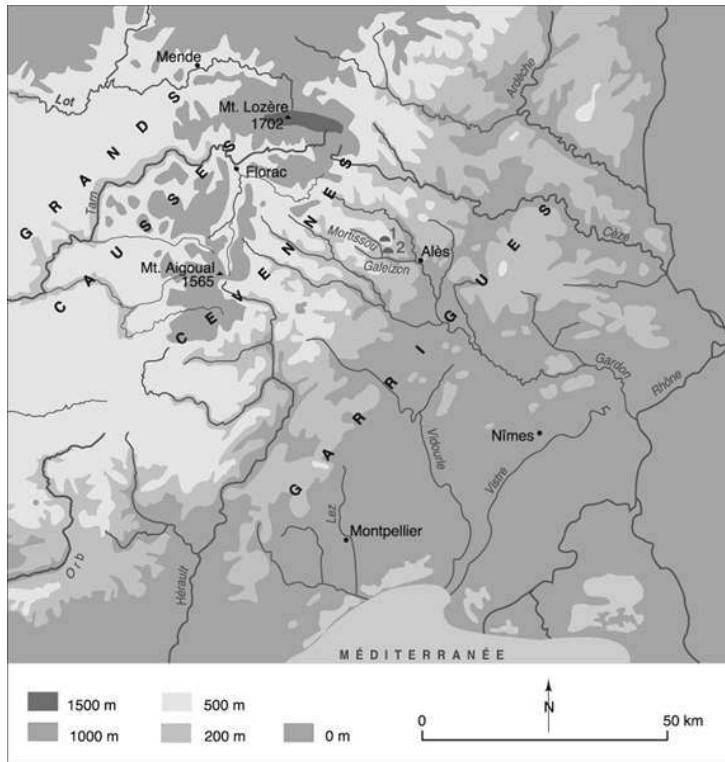 Mende
Lot
Mt. Lozère
1702
Ardèche
GRANDS
CAUSSES
Tarn
Florac
CEVENNES
Mortissou
1
2
Alès
Galeizon
Cèze
Mt. Aigoual
1565
GARRIGUES
Gardon
Rhône
Nîmes
Vidourle
Vistre
Lez
Montpellier
Orb
Hérault
MÉDITERRANÉE
1500 m
500 m
1000 m
200 m
0 m
N
0
50 km